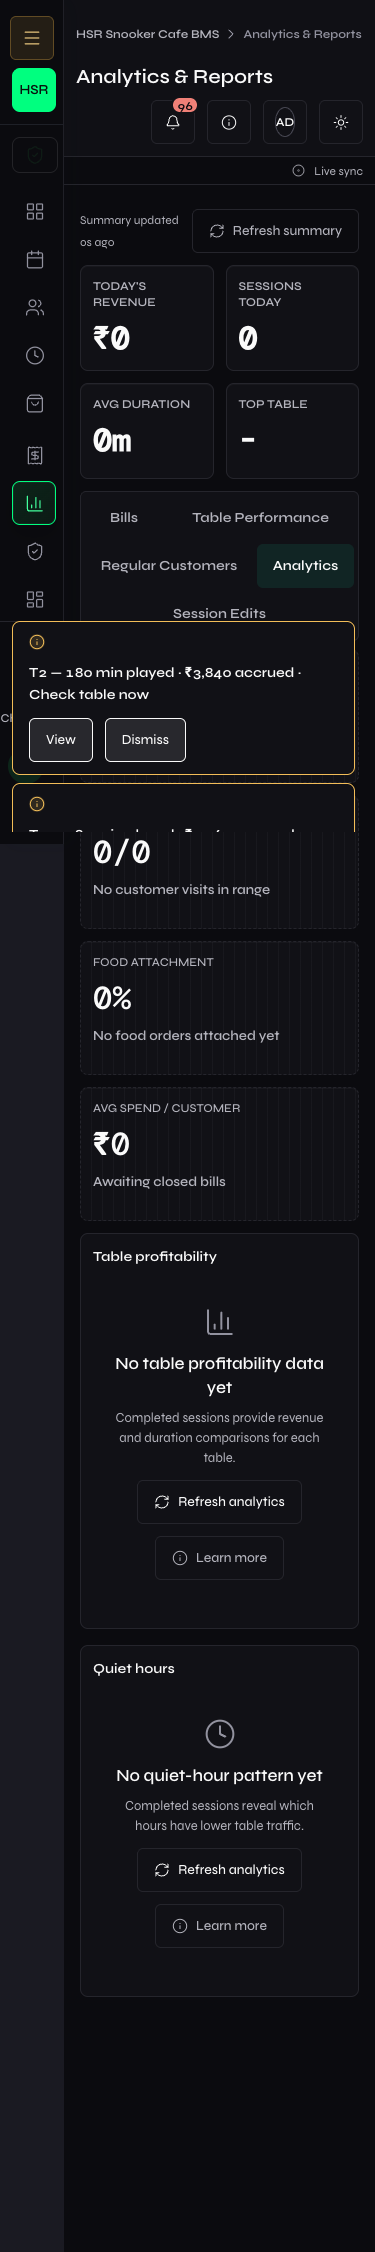 HSR Snooker Cafe BMS > Analytics & Reports
HSR
Analytics & Reports
96
AD
Live sync
Summary updated
0s ago
Refresh summary
TODAY'S
REVENUE
₹0
SESSIONS
TODAY
0
AVG DURATION
0m
TOP TABLE
-
Bills
Table Performance
Regular Customers
Analytics
Session Edits
T2 — 180 min played · ₹3,840 accrued ·
Check table now
View
Dismiss
0/0
No customer visits in range
FOOD ATTACHMENT
0%
No food orders attached yet
AVG SPEND / CUSTOMER
₹0
Awaiting closed bills
Table profitability
No table profitability data
yet
Completed sessions provide revenue
and duration comparisons for each
table.
Refresh analytics
Learn more
Quiet hours
No quiet-hour pattern yet
Completed sessions reveal which
hours have lower table traffic.
Refresh analytics
Learn more